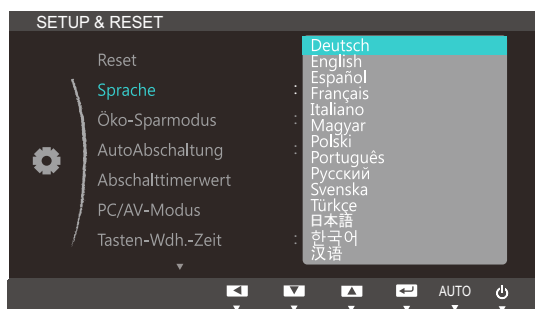 SETUP & RESET
Reset
Sprache :
Öko-Sparmodus :
AutoAbschaltung :
Abschalttimerwert
PC/AV-Modus
Tasten-Wdh.-Zeit :
Deutsch
English
Español
Français
Italiano
Magyar
Polski
Português
Русский
Svenska
Türkçe
日本語
한국어
汉语
AUTO